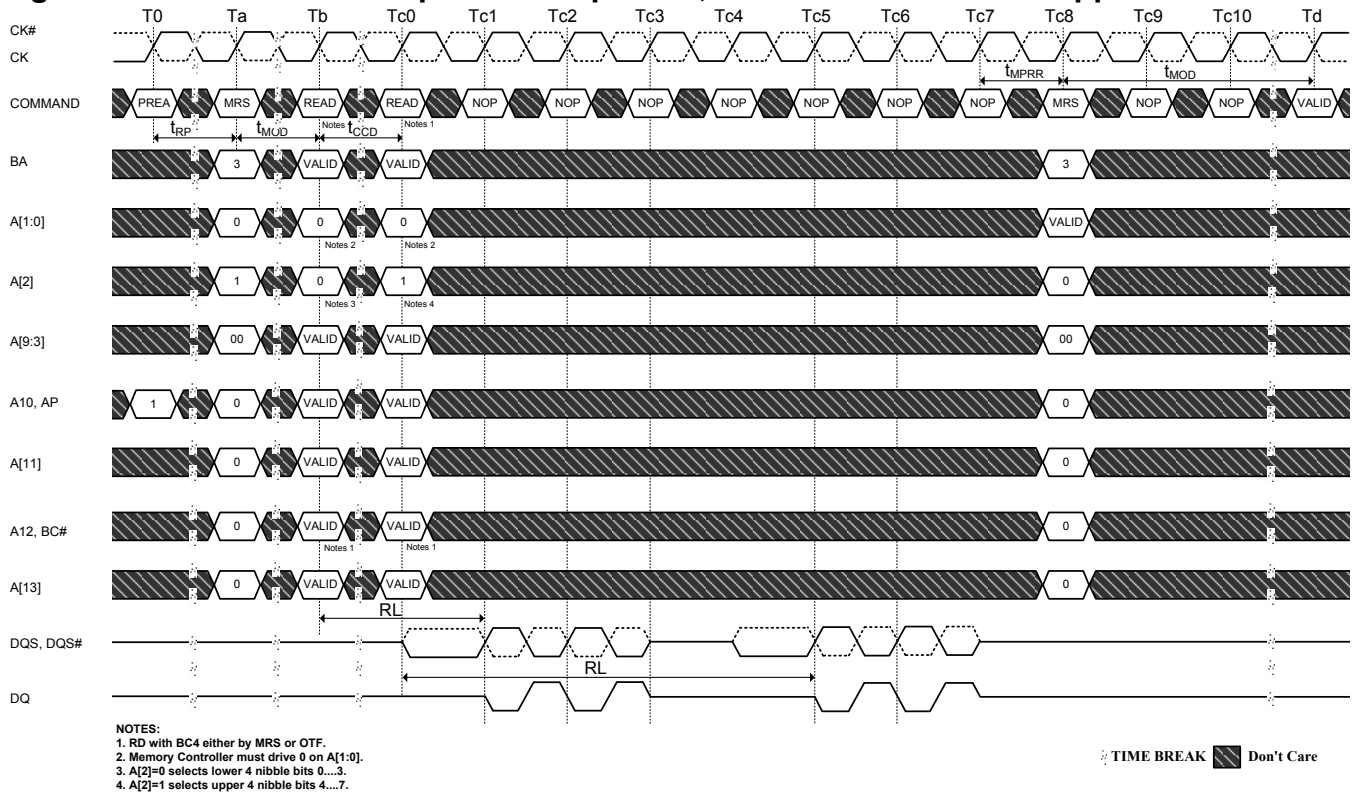 T0 Ta Tb Tc0 Tc1 Tc2 Tc3 Tc4 Tc5 Tc6 Tc7 Tc8 Tc9 Tc10 Td
CK#
CK
tMPRR tMOD
COMMAND PREA MRS READ READ NOP NOP NOP NOP NOP NOP NOP MRS NOP NOP VALID
Notes 1 Notes 1
tRP tMOD tCCD
BA 3 VALID VALID 3
A[1:0] 0 0 0 VALID
Notes 2 Notes 2
A[2] 1 0 1 0
Notes 3 Notes 4
A[9:3] 00 VALID VALID 00
A10, AP 1 0 VALID VALID 0
A[11] 0 VALID VALID 0
A12, BC# 0 VALID VALID 0
Notes 1 Notes 1
A[13] 0 VALID VALID 0
RL
DQS, DQS#
RL
DQ
NOTES:
1. RD with BC4 either by MRS or OTF.
2. Memory Controller must drive 0 on A[1:0].
3. A[2]=0 selects lower 4 nibble bits 0....3.
4. A[2]=1 selects upper 4 nibble bits 4....7.
TIME BREAK Don't Care